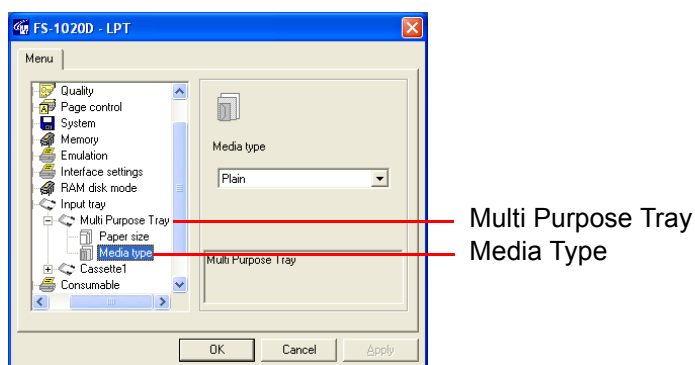 FS-1020D - LPT
Menu
Quality
Page control
System
Memory
Emulation
Interface settings
RAM disk mode
Input tray
Multi Purpose Tray
Paper size
Media type
Cassette1
Consumable
Media type
Plain
Multi Purpose Tray
OK Cancel Apply
Multi Purpose Tray
Media Type